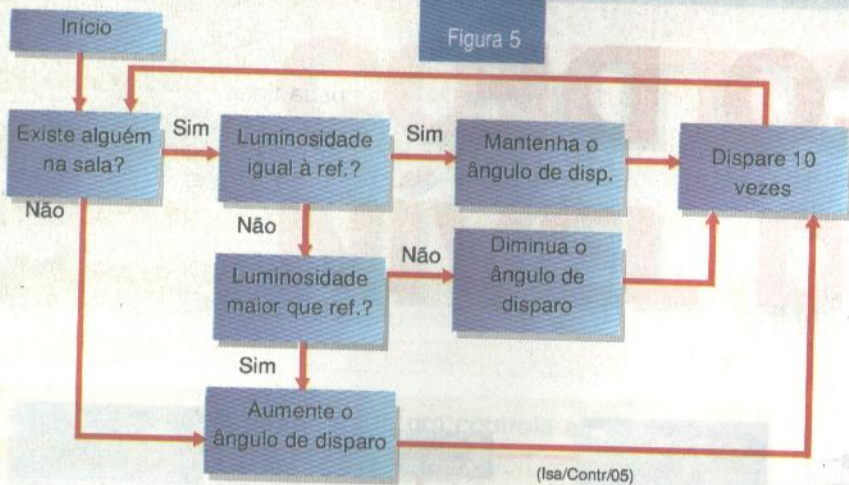 Início
Figura 5
Existe alguém
na sala?
Sim
Luminosidade
igual à ref.?
Sim
Mantenha o
ângulo de disp.
Dispare 10
vezes
Não
Não
Luminosidade
maior que ref.?
Não
Diminua o
ângulo de
disparo
Sim
Aumente o
ângulo de disparo
(Isa/Contr/05)